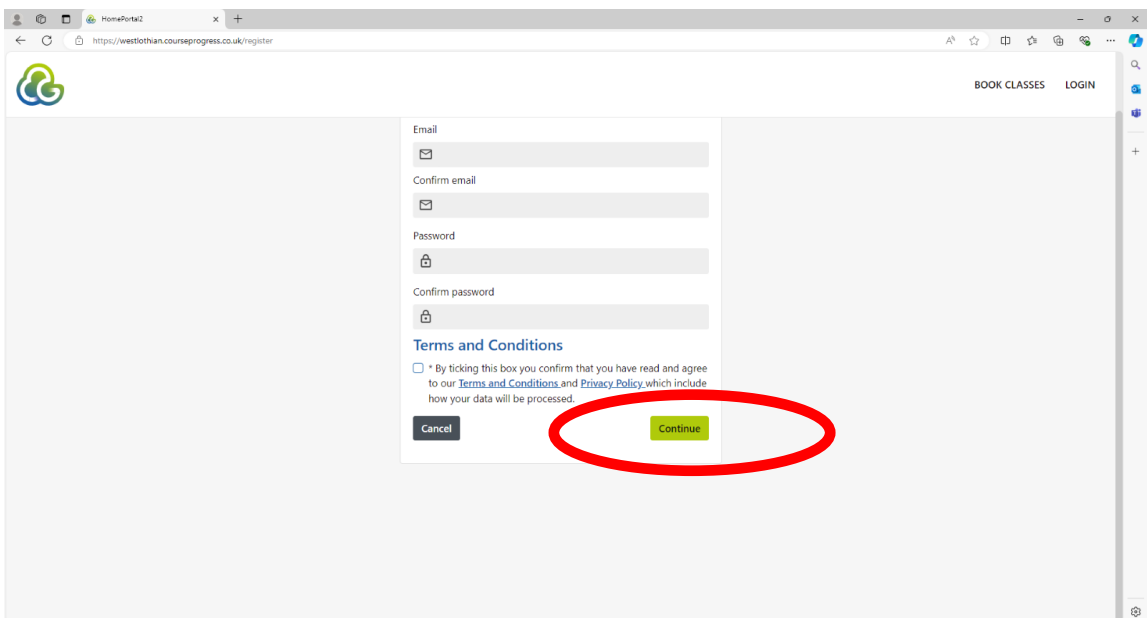 HomePortal2
https://westlothian.courseprogress.co.uk/register
BOOK CLASSES LOGIN
Email
Confirm email
Password
Confirm password
Terms and Conditions
* By ticking this box you confirm that you have read and agree
to our Terms and Conditions and Privacy Policy which include
how your data will be processed.
Cancel Continue